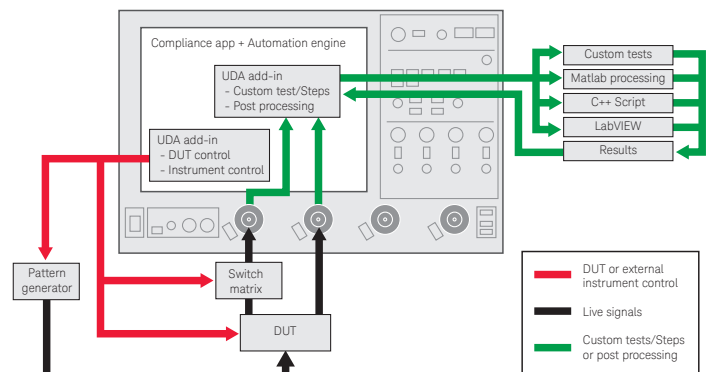 Compliance app + Automation engine
UDA add-in
- Custom test/Steps
- Post processing
UDA add-in
- DUT control
- Instrument control
Custom tests
Matlab processing
C++ Script
LabVIEW
Results
Pattern
generator
Switch
matrix
DUT
DUT or external
instrument control
Live signals
Custom tests/Steps
or post processing